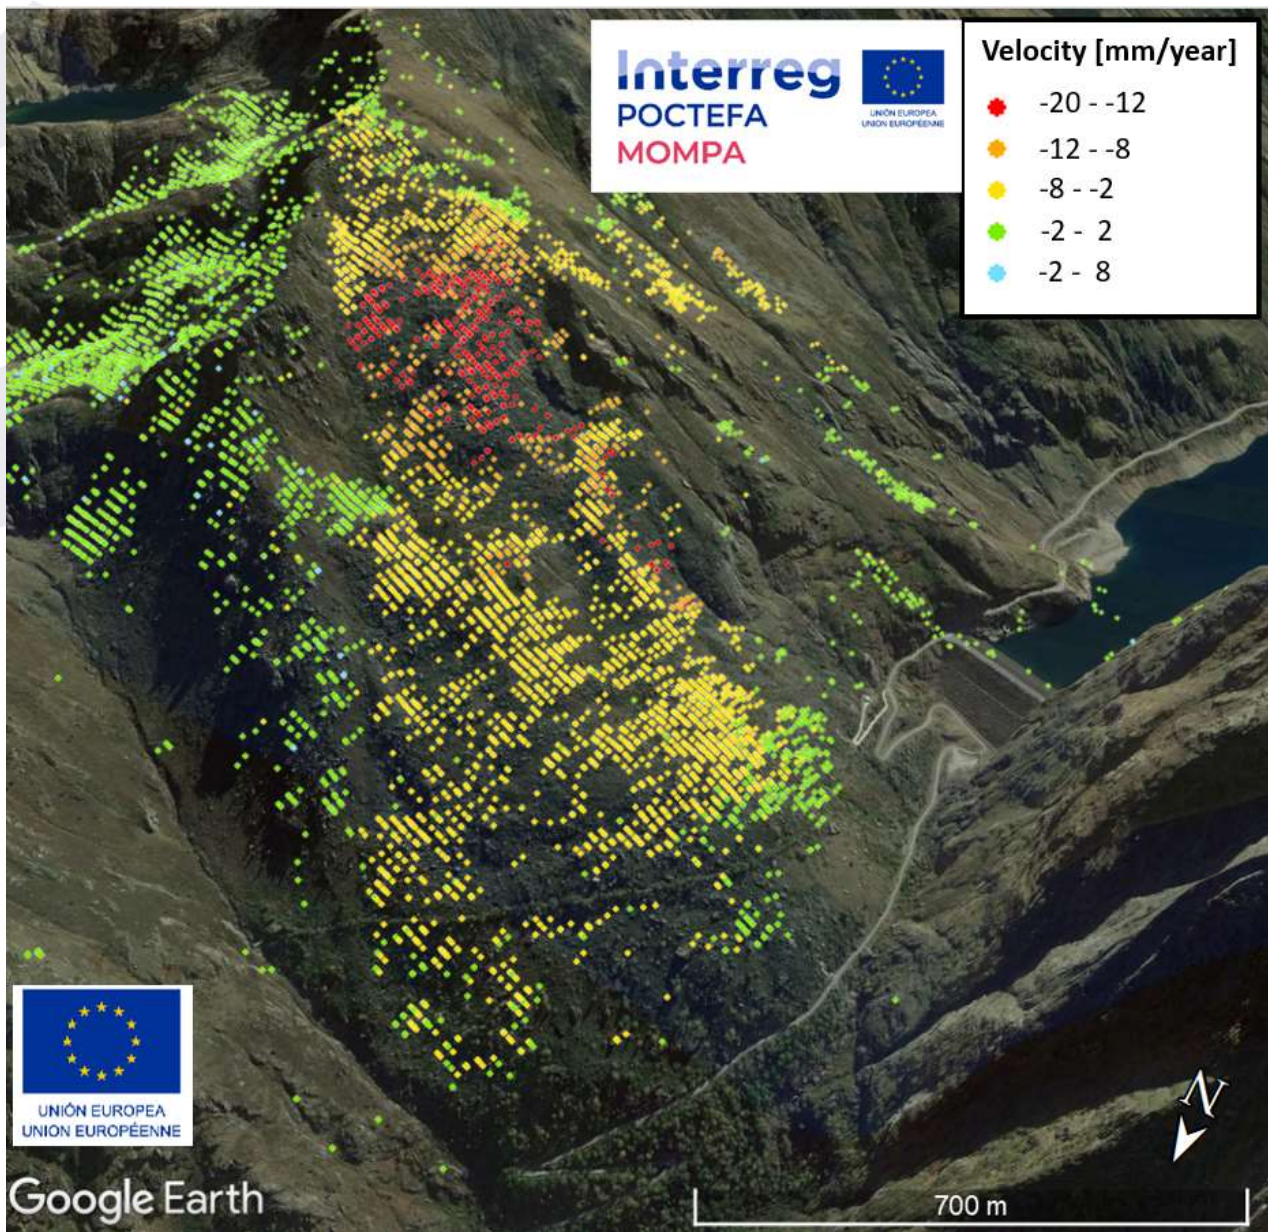 Interreg
POCTEFA
MOMPA
UNIÓN EUROPEA
UNION EUROPÉENNE
Velocity [mm/year]
-20 - -12
-12 - -8
-8 - -2
-2 - 2
-2 - 8
UNIÓN EUROPEA
UNION EUROPÉENNE
Google Earth
N
700 m